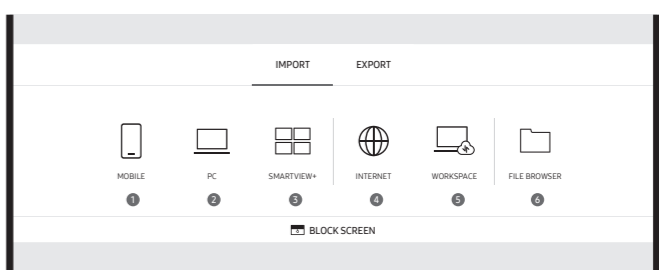 IMPORT EXPORT
MOBILE PC SMARTVIEW+ INTERNET WORKSPACE FILE BROWSER
1 2 3 4 5 6
BLOCK SCREEN